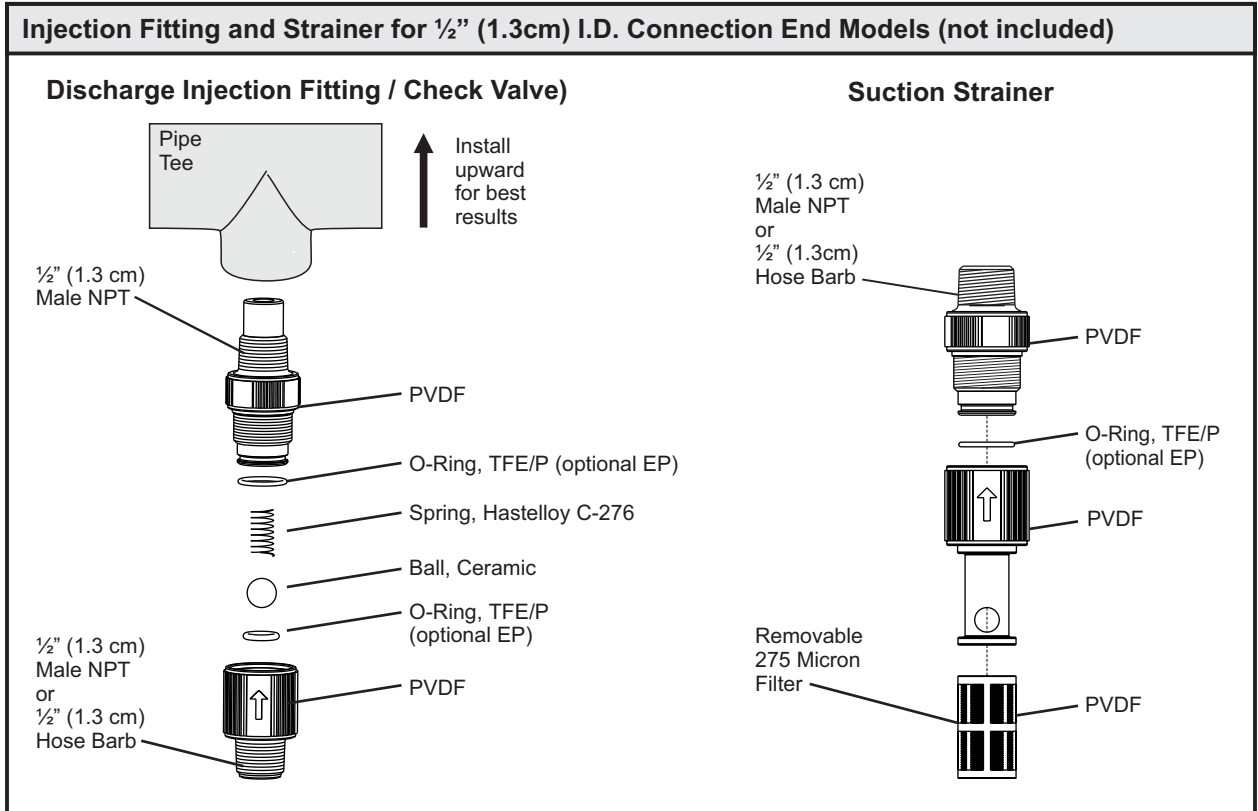 Injection Fitting and Strainer for ½” (1.3cm) I.D. Connection End Models (not included)
Discharge Injection Fitting / Check Valve)
Pipe
Tee
Install
upward
for best
results
½” (1.3 cm)
Male NPT
PVDF
O-Ring, TFE/P (optional EP)
Spring, Hastelloy C-276
Ball, Ceramic
O-Ring, TFE/P
(optional EP)
½” (1.3 cm)
Male NPT
or
½” (1.3 cm)
Hose Barb
PVDF
Suction Strainer
½” (1.3 cm)
Male NPT
or
½” (1.3cm)
Hose Barb
PVDF
O-Ring, TFE/P
(optional EP)
PVDF
Removable
275 Micron
Filter
PVDF